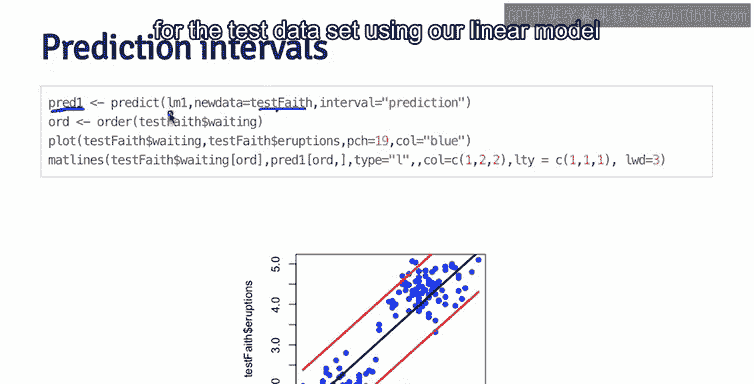 for the test data set using our linear model
Prediction intervals
pred1 <- predict(lm1,newdata=testFaith,interval="prediction")
ord <- order(testFaith$waiting)
plot(testFaith$waiting,testFaith$eruptions,pch=19,col="blue")
matlines(testFaith$waiting[ord],pred1[ord,],type="l",,col=c(1,2,2),lty = c(1,1,1), lwd=3)
testFaith$eruptions
5.0
4.0
3.0